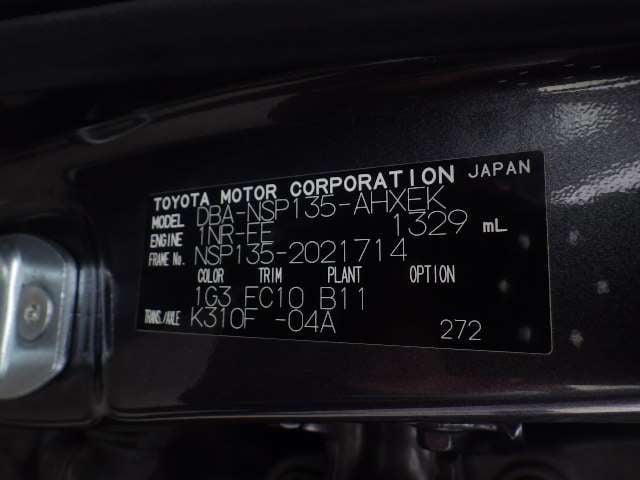 TOYOTA MOTOR CORPORATION JAPAN
MODEL DBA-NSP135-AHXEK
ENGINE 1NR-FE 1329 mL
FRAME No. NSP135-2021714
COLOR TRIM PLANT OPTION
1G3 FC10 B11
TRANS./AXLE K310F -04A
272